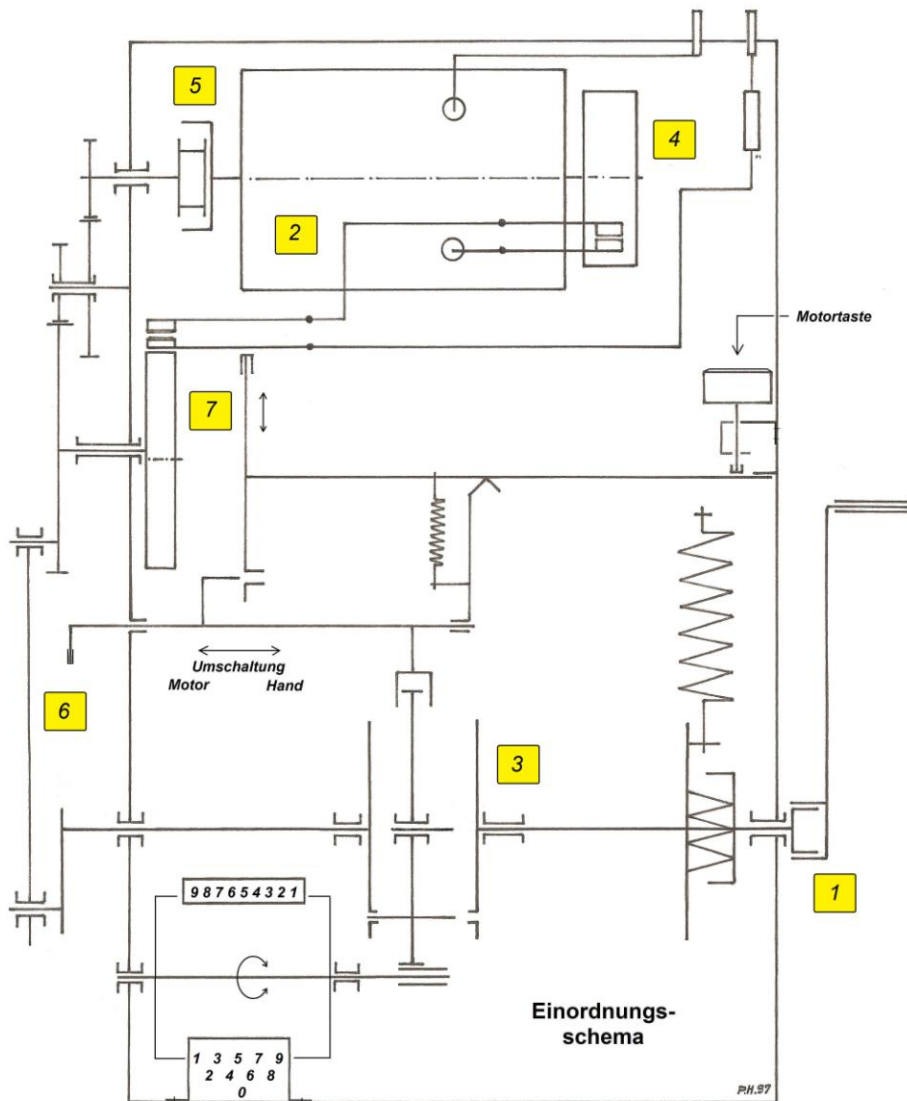 5
4
2
Motortaste
7
Umschaltung
Motor Hand
6
3
1
9 8 7 6 5 4 3 2 1
Einordnungs-
schema
1 3 5 7 9
2 4 6 8
0
P.H.97